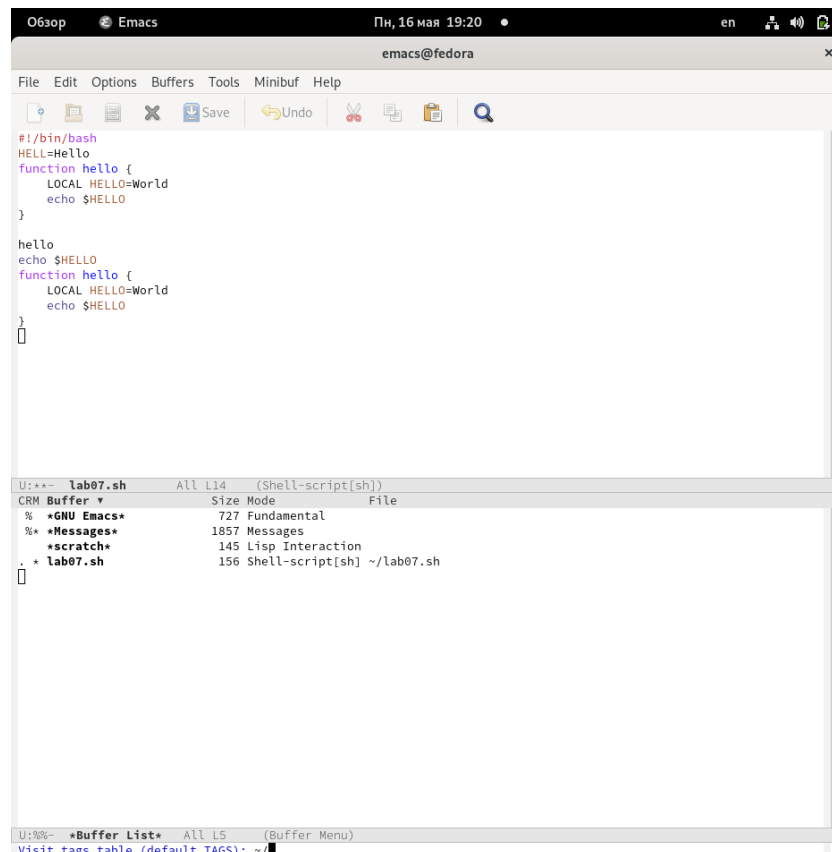 Обзор Emacs Пн, 16 мая 19:20 en
emacs@fedora
File Edit Options Buffers Tools Minibuf Help
Save Undo
#!/bin/bash
HELL=Hello
function hello {
    LOCAL HELLO=World
    echo $HELLO
}
hello
echo $HELLO
function hello {
    LOCAL HELLO=World
    echo $HELLO
}
U:**- lab07.sh All L14 (Shell-script[sh])
CRM Buffer ▼ Size Mode File
% *GNU Emacs* 727 Fundamental
%* *Messages* 1857 Messages
*scratch* 145 Lisp Interaction
. * lab07.sh 156 Shell-script[sh] ~/lab07.sh
U:%%- *Buffer List* All L5 (Buffer Menu)
Visit tags table (default TAGS): ~/